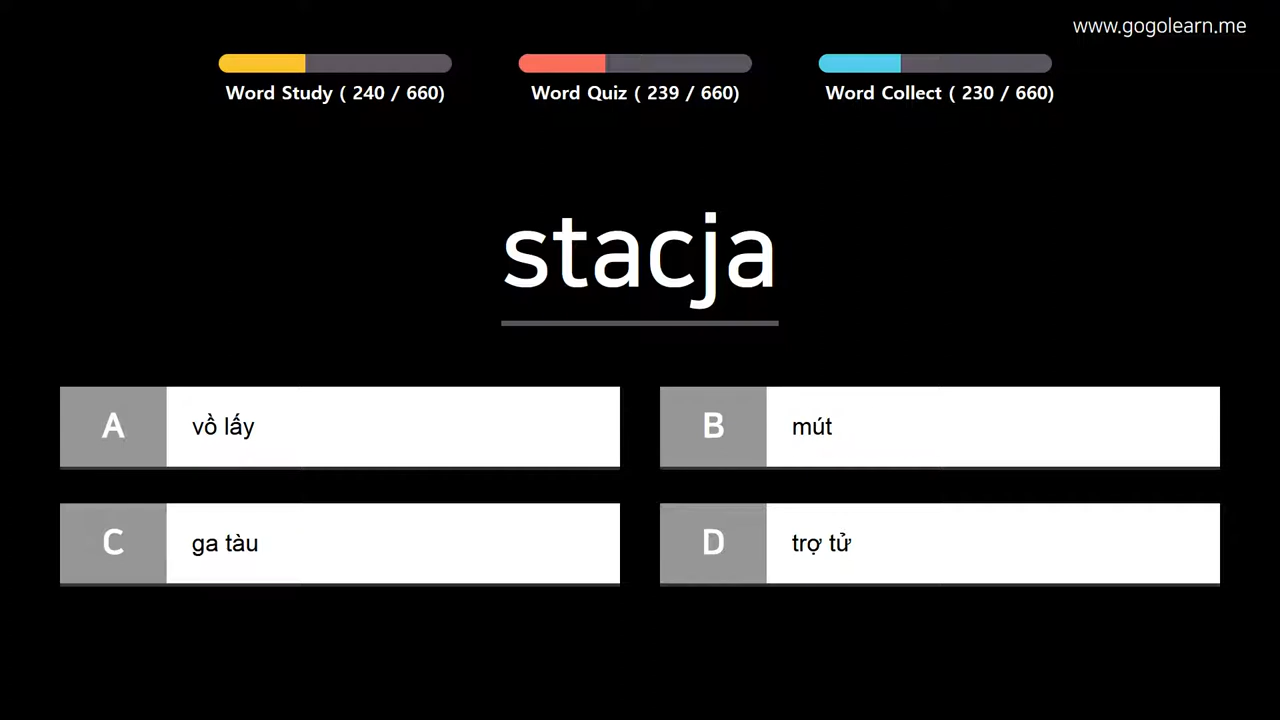 www.gogolearn.me
Word Study ( 240 / 660)
Word Quiz ( 239 / 660)
Word Collect ( 230 / 660)
stacja
A
vồ lấy
B
mút
C
ga tàu
D
trợ tử